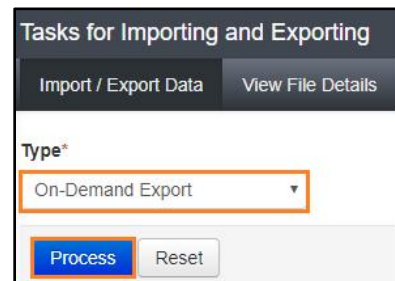 Tasks for Importing and Exporting
Import / Export Data View File Details
Type*
On-Demand Export
Process Reset